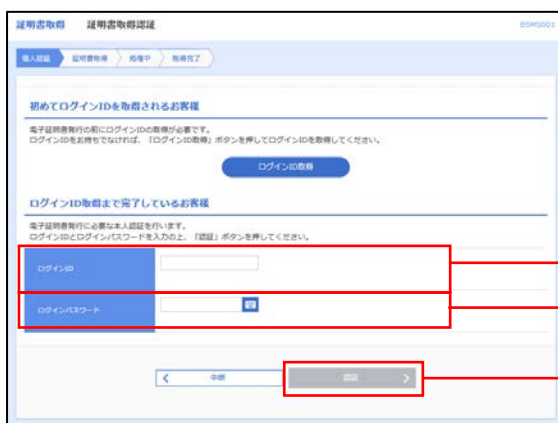 証明書取得 証明書取得認証 BSMS001
個人認証 証明書取得 処理中 取得完了
初めてログインIDを取得されるお客様
電子証明書発行の前にログインIDの取得が必要です。
ログインIDをお持ちでなければ、「ログインID取得」ボタンを押してログインIDを取得してください。
ログインID取得
ログインID取得まで完了しているお客様
電子証明書発行に必要な本人認証を行います。
ログインIDとログインパスワードを入力の上、「認証」ボタンを押してください。
ログインID
ログインパスワード
中断 認証